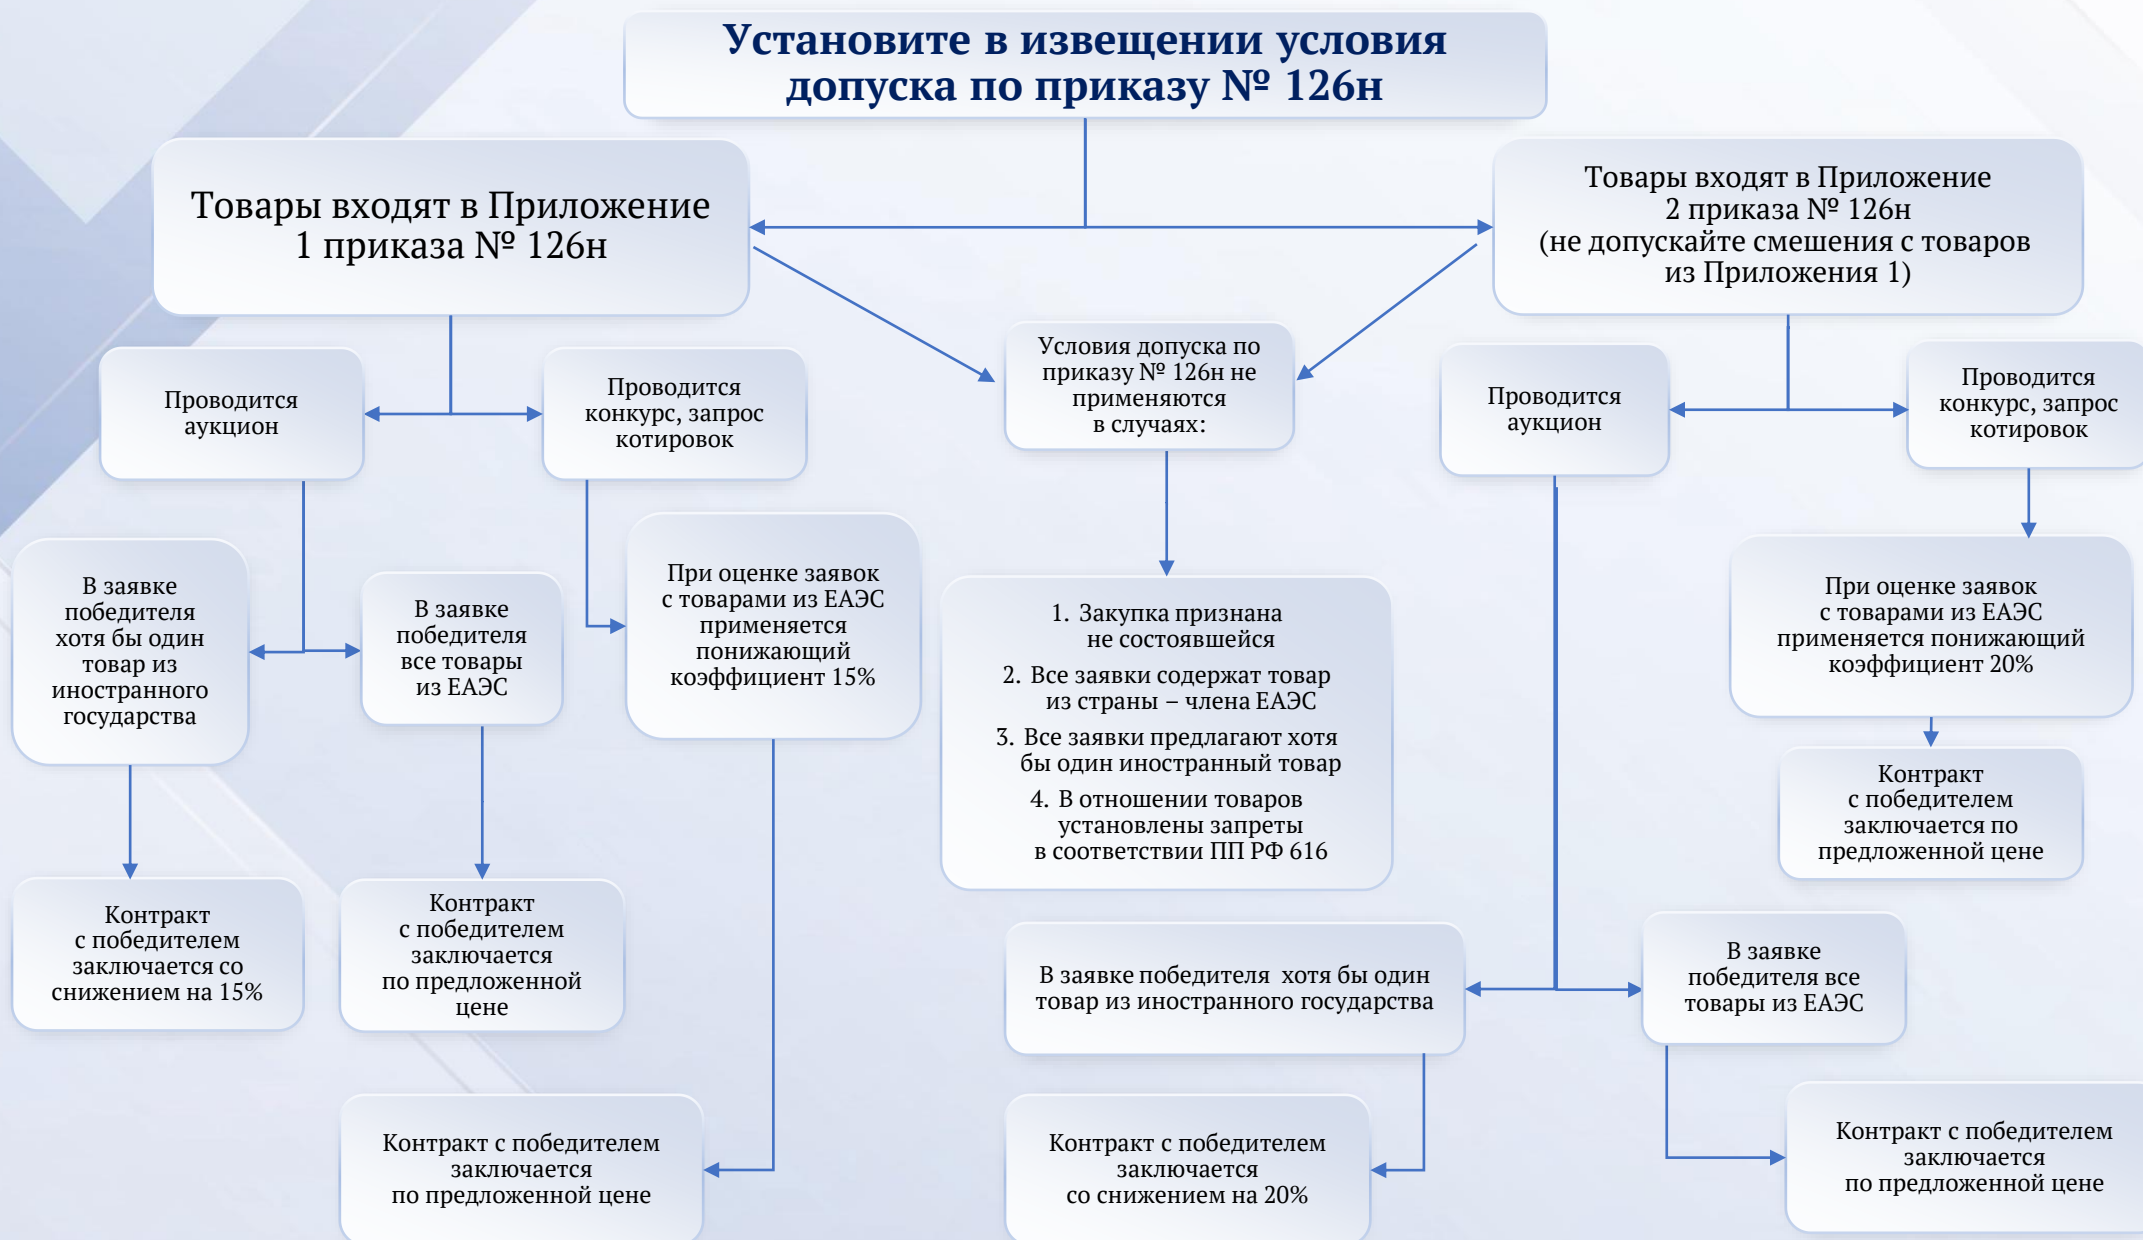 Установите в извещении условия
допуска по приказу № 126н
Товары входят в Приложение
1 приказа № 126н
Товары входят в Приложение
2 приказа № 126н
(не допускайте смешения с товаров
из Приложения 1)
Проводится
аукцион
Проводится
конкурс, запрос
котировок
Условия допуска по
приказу № 126н не
применяются
в случаях:
Проводится
аукцион
Проводится
конкурс, запрос
котировок
В заявке
победителя
хотя бы один
товар из
иностранного
государства
В заявке
победителя
все товары
из ЕАЭС
При оценке заявок
с товарами из ЕАЭС
применяется
понижающий
коэффициент 15%
1. Закупка признана
не состоявшейся
2. Все заявки содержат товар
из страны – члена ЕАЭС
3. Все заявки предлагают хотя
бы один иностранный товар
4. В отношении товаров
установлены запреты
в соответствии ПП РФ 616
При оценке заявок
с товарами из ЕАЭС
применяется понижающий
коэффициент 20%
Контракт
с победителем
заключается по
предложенной цене
Контракт
с победителем
заключается со
снижением на 15%
Контракт
с победителем
заключается
по предложенной
цене
В заявке победителя хотя бы один
товар из иностранного государства
В заявке
победителя все
товары из ЕАЭС
Контракт с победителем
заключается
по предложенной цене
Контракт с победителем
заключается
со снижением на 20%
Контракт с победителем
заключается
по предложенной цене